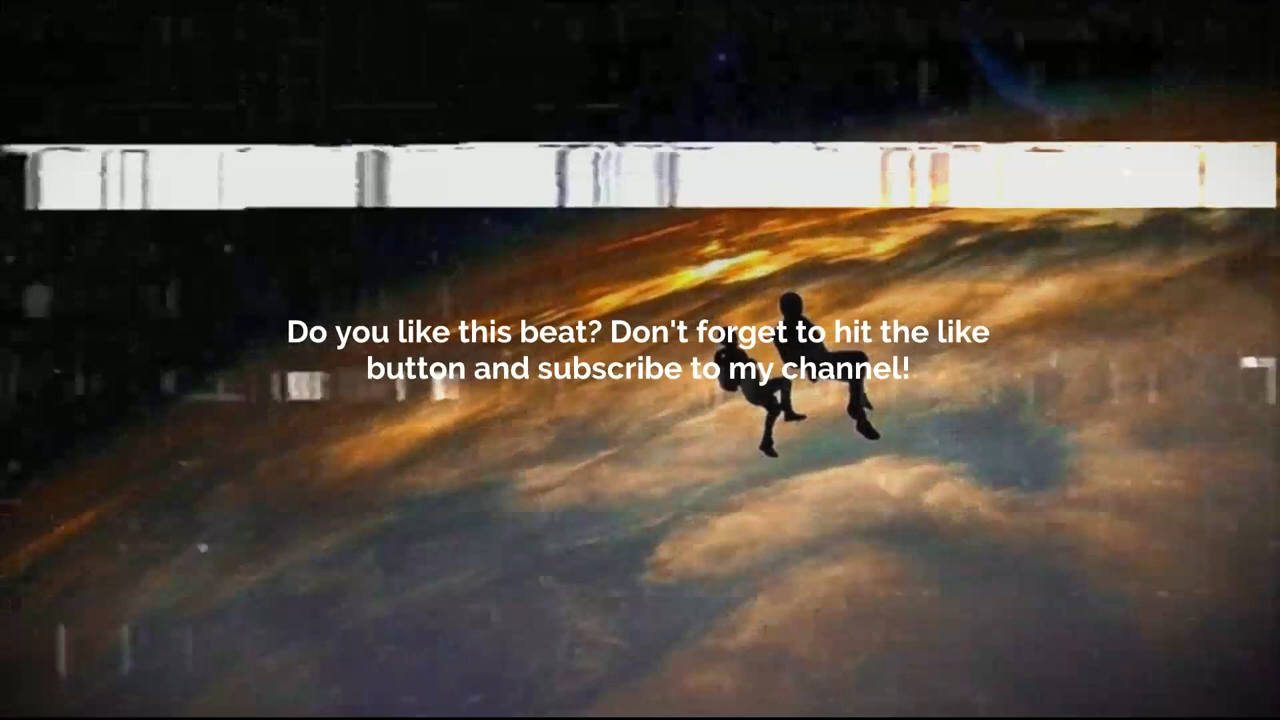 Do you like this beat? Don't forget to hit the like
button and subscribe to my channel!